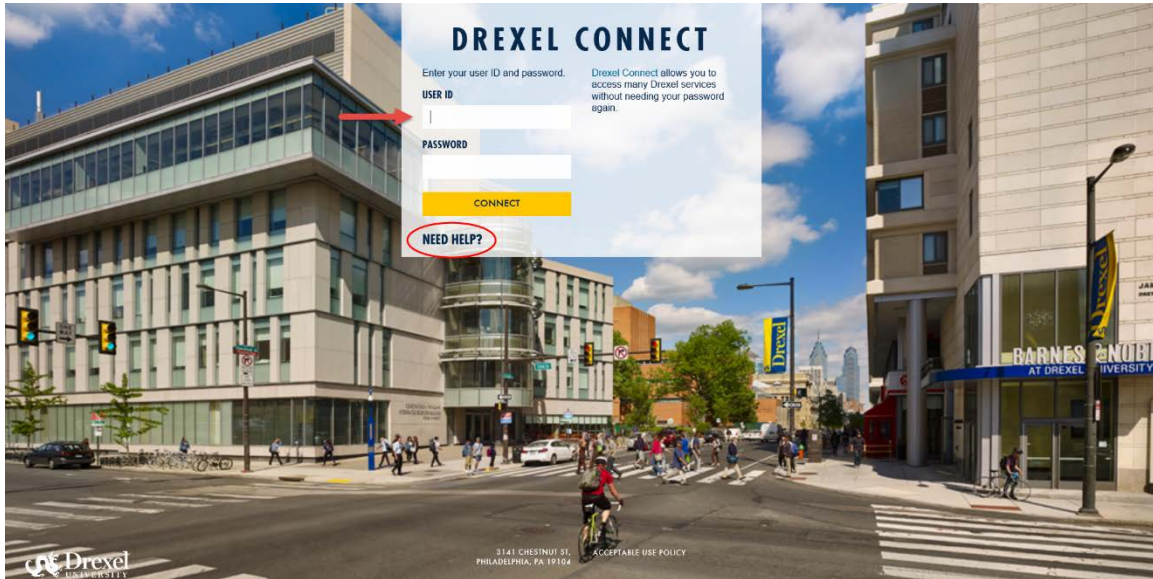 DREXEL CONNECT
Enter your user ID and password.
USER ID
PASSWORD
CONNECT
NEED HELP?
Drexel Connect allows you to
access many Drexel services
without needing your password
again.
Drexel
Drexel
BARNES & NOBL
AT DREXEL UNIVERSITY
Drexel
UNIVERSITY
3141 CHESTNUT ST,
PHILADELPHIA, PA 19104
ACCEPTABLE USE POLICY